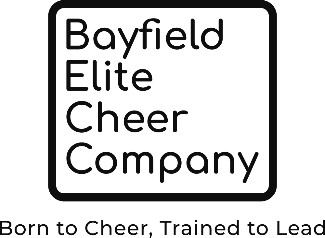 Bayfield
Elite
Cheer
Company
Born to Cheer, Trained to Lead